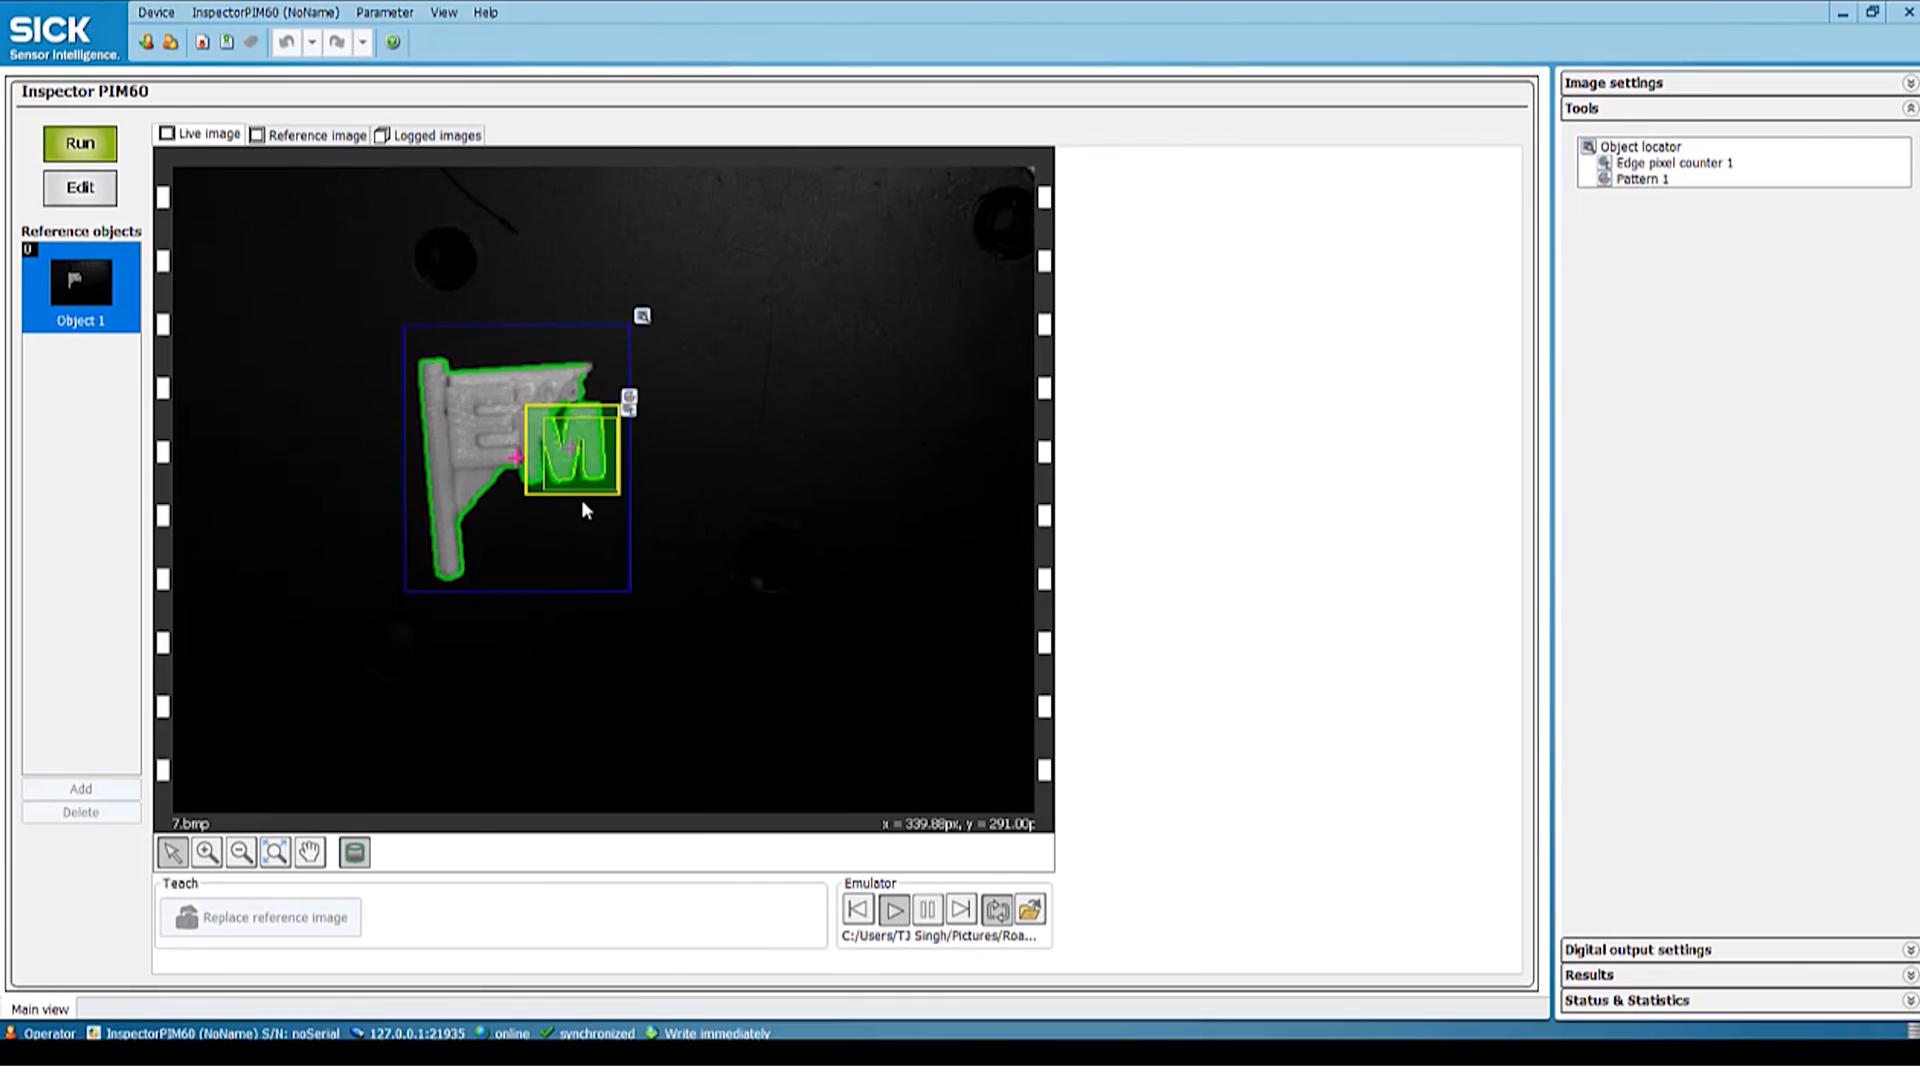 SICK
Sensor Intelligence.
Device InspectorPIM60 (NoName) Parameter View Help
Inspector PIM60
Run
Edit
Reference objects
0
Object 1
Add
Delete
Live image Reference image Logged images
M
7.bmp
x = 339.88px, y = 291.00p
Teach
Replace reference image
Emulator
C:/Users/TJ Singh/Pictures/Roa...
Main view
Operator InspectorPIM60 (NoName) S/N: noSerial 127.0.0.1:21935 online synchronized Write immediately
Image settings
Tools
Object locator
Edge pixel counter 1
Pattern 1
Digital output settings
Results
Status & Statistics